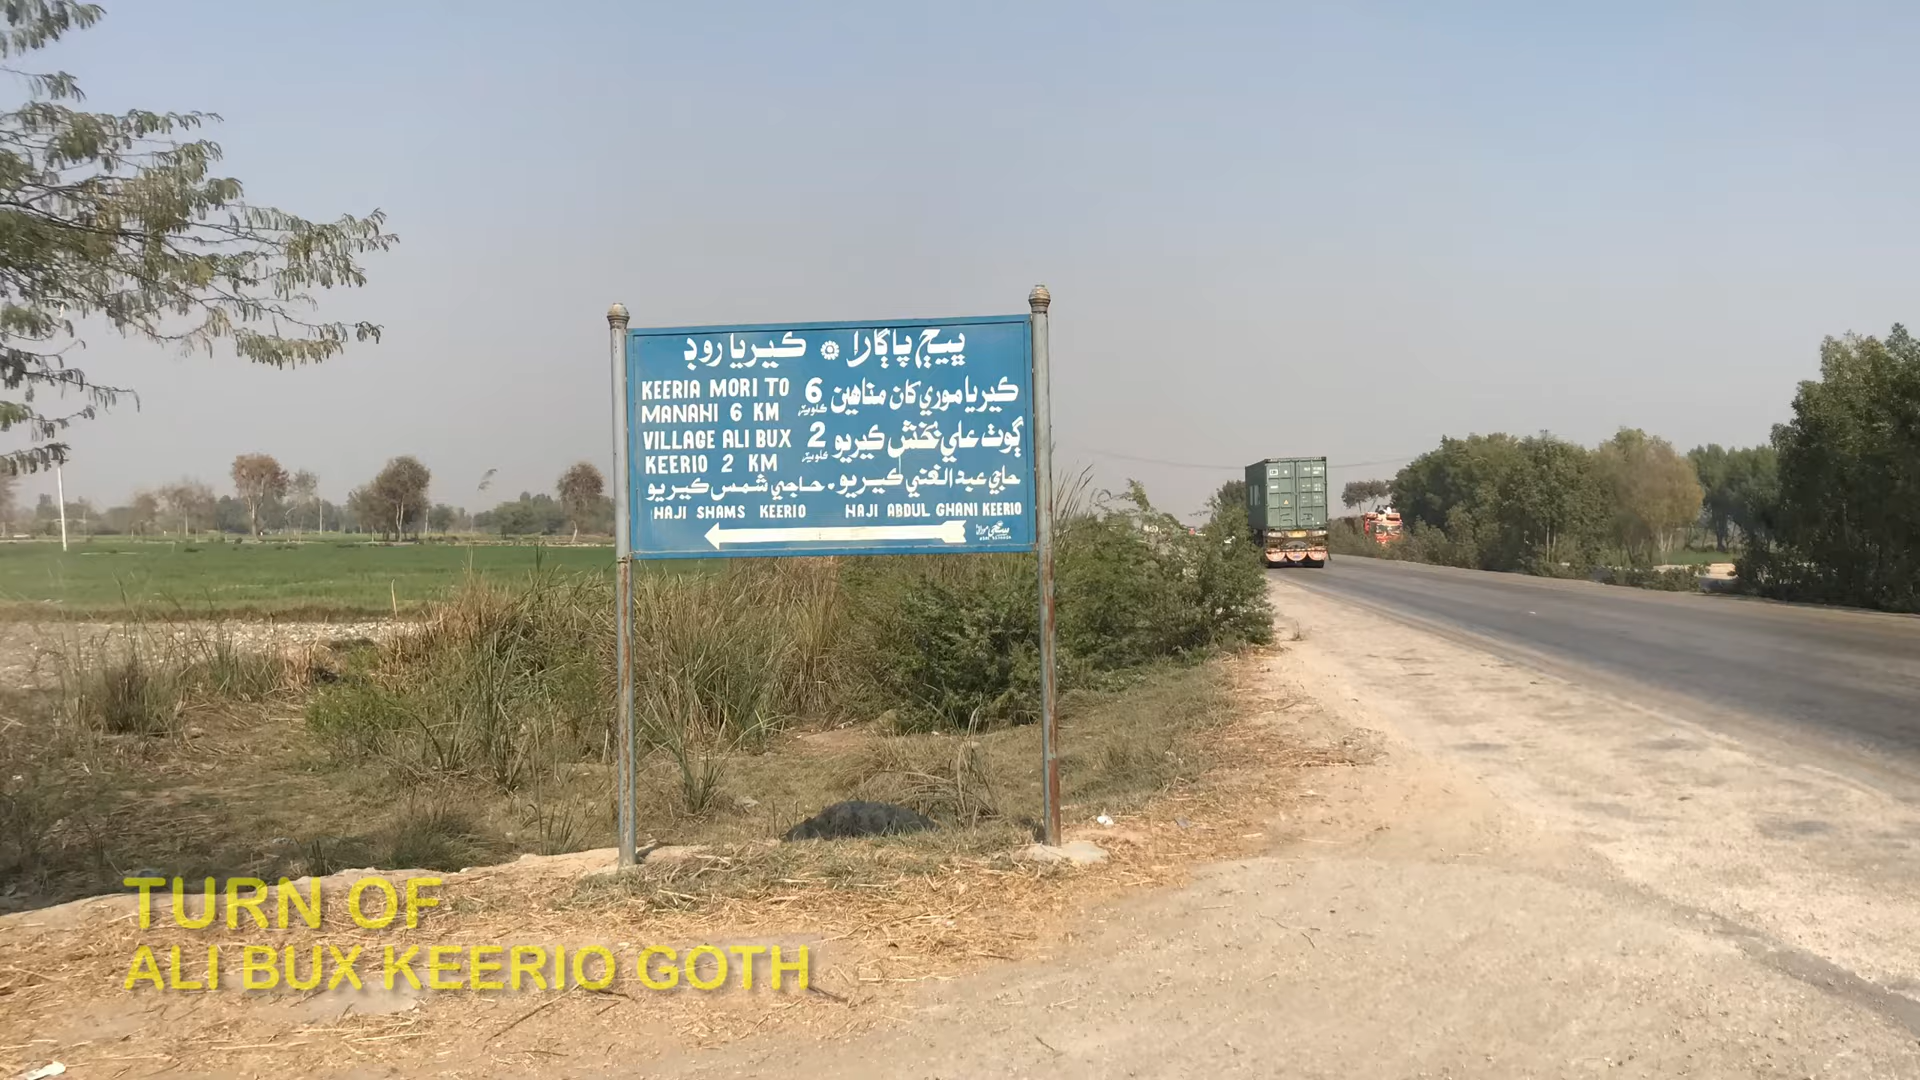 ڀيڄ پاڳارا ۞ ڪيريا روڊ
KEERIA MORI TO
MANAHI 6 KM
ڪيريا موري کان مناهين 6 ڪلوميٽر
VILLAGE ALI BUX
KEERIO 2 KM
ڳوٺ علي بخش ڪيريو 2 ڪلوميٽر
حاجي عبدالغني ڪيريو . حاجي شمس ڪيريو
HAJI SHAMS KEERIO HAJI ABDUL GHANI KEERIO
TURN OF
ALI BUX KEERIO GOTH